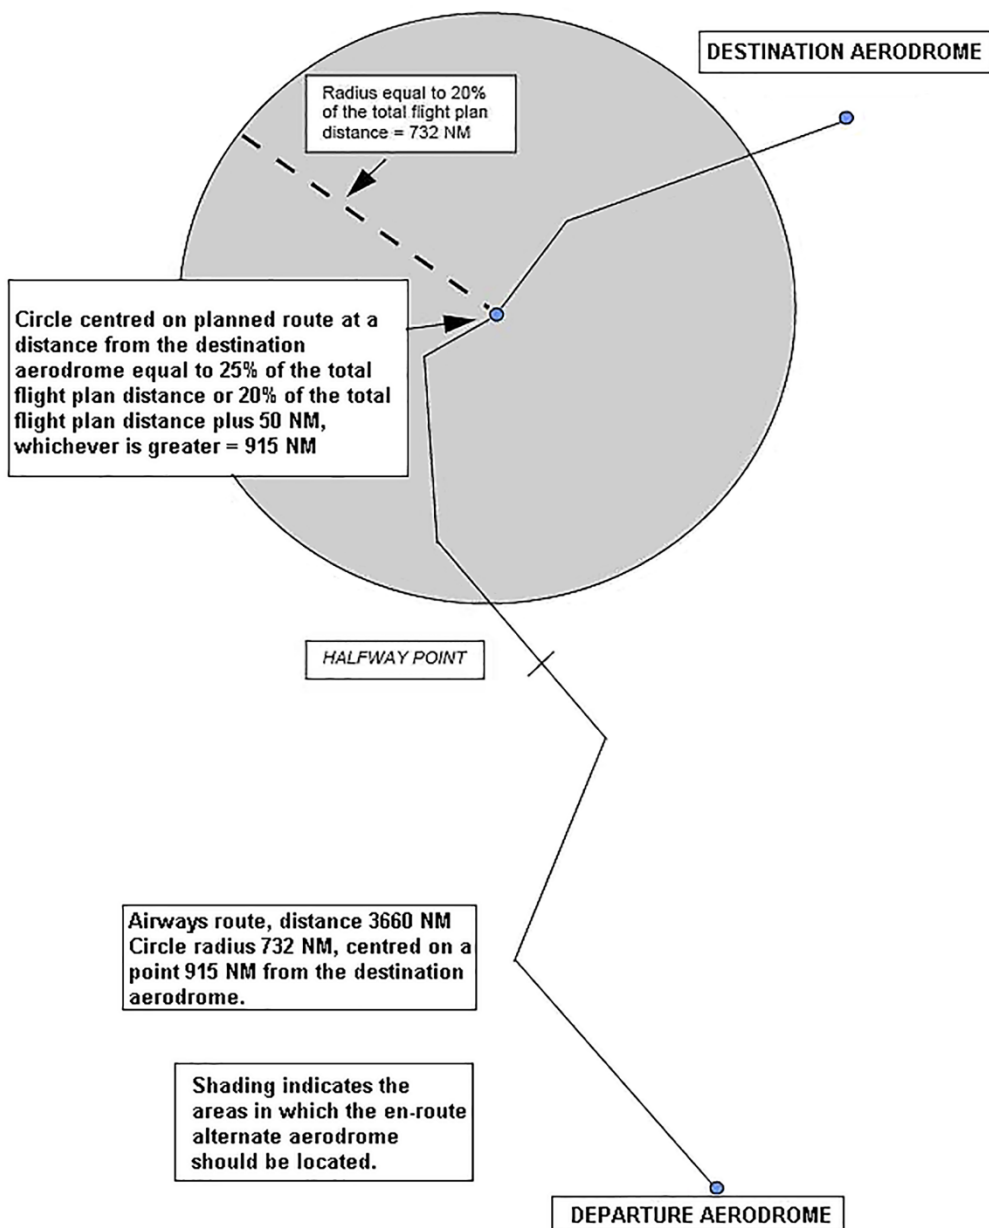 DESTINATION AERODROME
Radius equal to 20%
of the total flight plan
distance = 732 NM
Circle centred on planned route at a
distance from the destination
aerodrome equal to 25% of the total
flight plan distance or 20% of the total
flight plan distance plus 50 NM,
whichever is greater = 915 NM
HALFWAY POINT
Airways route, distance 3660 NM
Circle radius 732 NM, centred on a
point 915 NM from the destination
aerodrome.
Shading indicates the
areas in which the en-route
alternate aerodrome
should be located.
DEPARTURE AERODROME